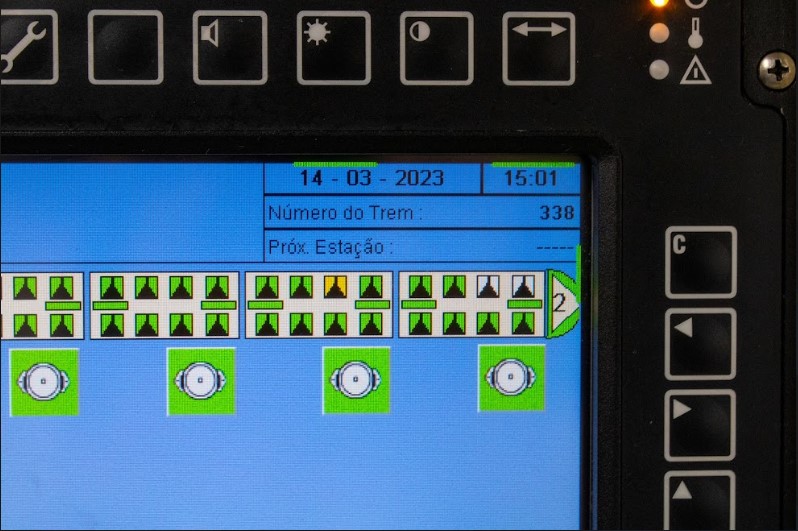 14 - 03 - 2023 15:01
Número do Trem : 338
Próx. Estação : -----
2
C